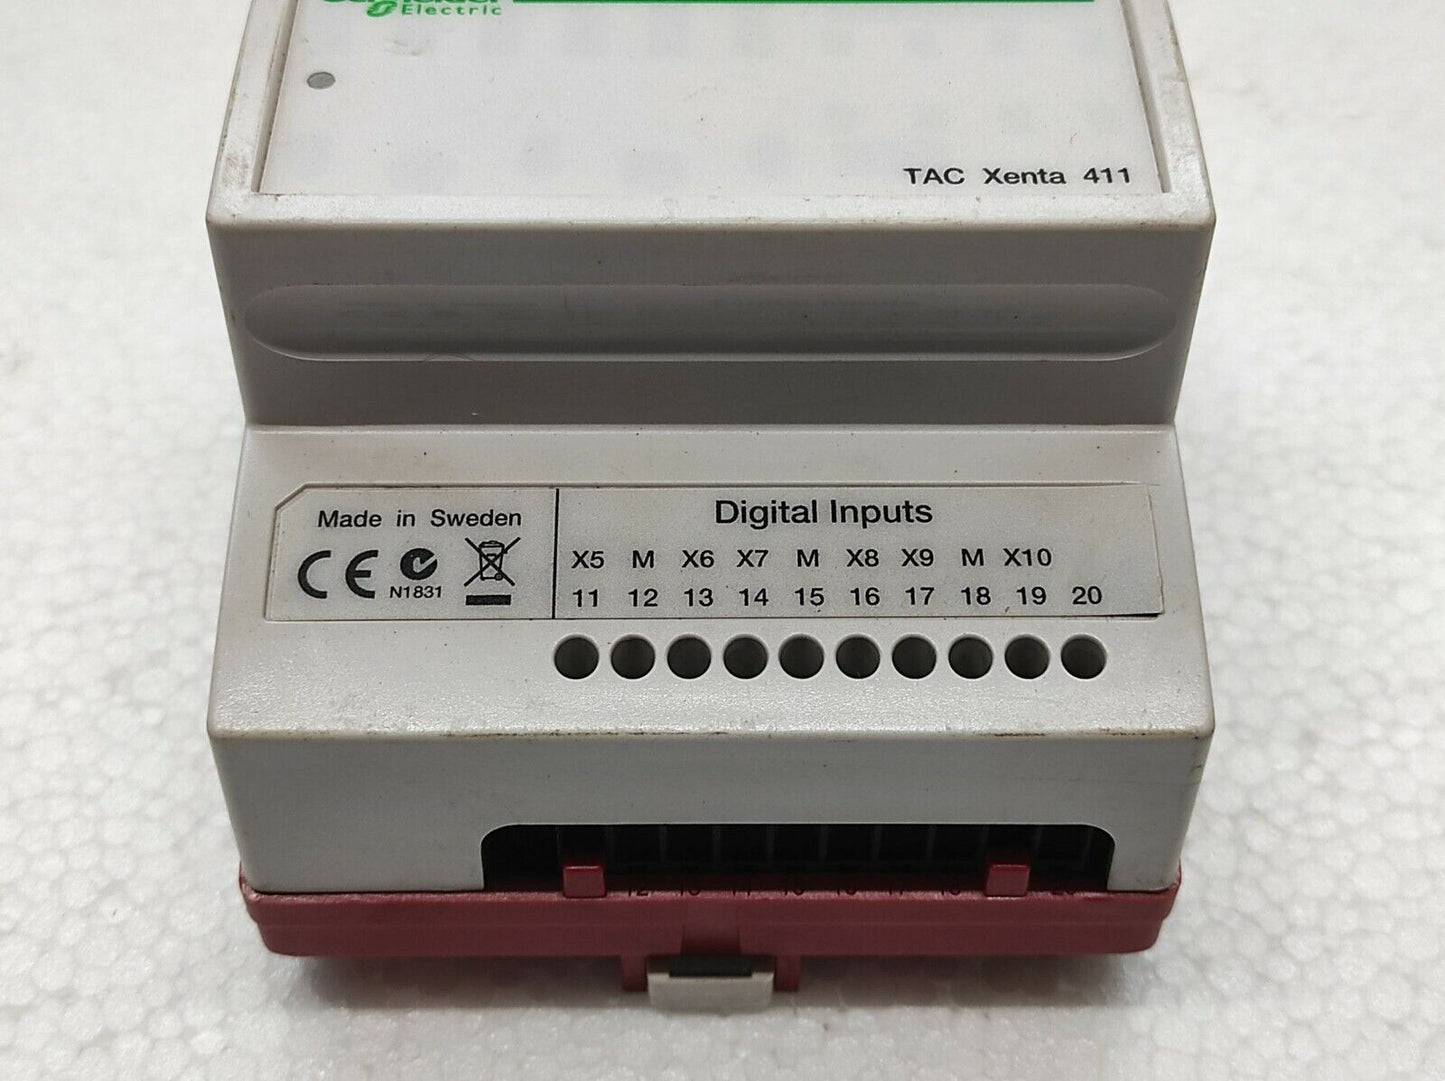 Schneider
Electric
TAC Xenta 411
Made in Sweden
CE
N1831
Digital Inputs
X5 M X6 X7 M X8 X9 M X10
11 12 13 14 15 16 17 18 19 20